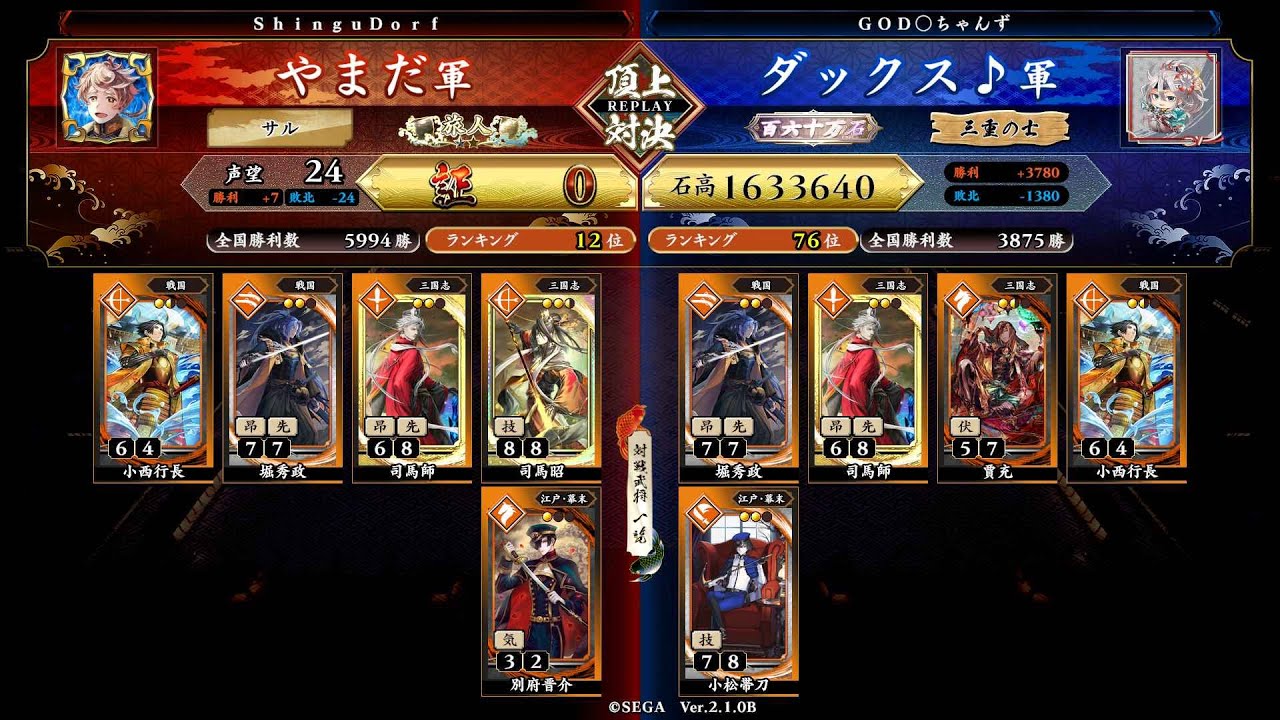 ShinguDorf
GOD〇ちゃんず
やまだ軍
頂上
REPLAY
対決
ダックス♪軍
サル
旅人
百六十万石
三重の士
声望 24
勝利 +7 敗北 -24
証 0
石高 1633640
勝利 +3780
敗北 -1380
全国勝利数 5994勝
ランキング 12位
ランキング 76位
全国勝利数 3875勝
戦国
戦国
三国志
三国志
戦国
三国志
三国志
戦国
昂 先
昂 先
技
昂 先
昂 先
伏
6 4
7 7
6 8
8 8
7 7
6 8
5 7
6 4
小西行長
堀秀政
司馬師
司馬昭
堀秀政
司馬師
賈充
小西行長
対戦武将一覧
江戸・幕末
江戸・幕末
気
技
3 2
7 8
別府晋介
小松帯刀
©SEGA Ver.2.1.0B